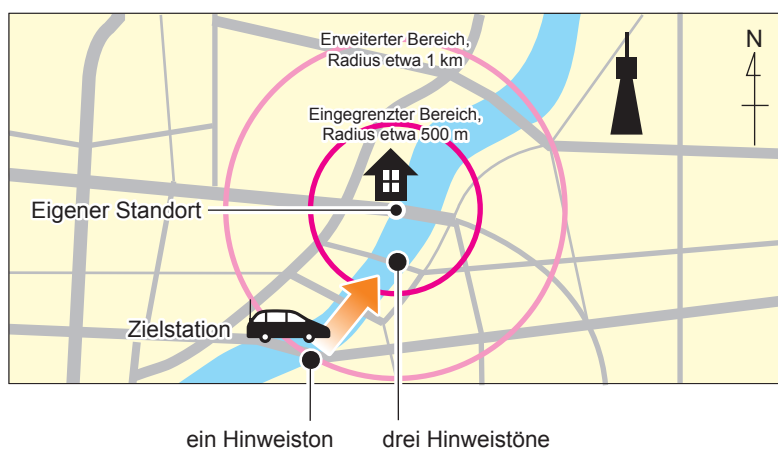 Erweiterter Bereich,
Radius etwa 1 km
N
Eingegrenzter Bereich,
Radius etwa 500 m
Eigener Standort
Zielstation
ein Hinweiston
drei Hinweistöne